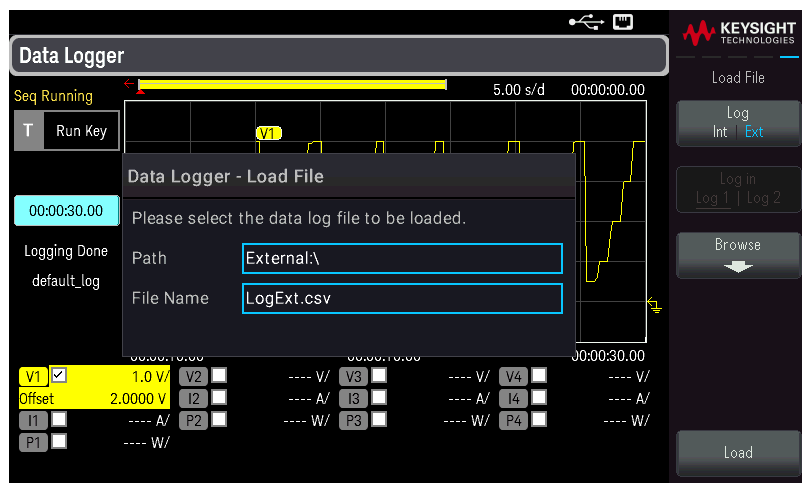 KEYSIGHT
TECHNOLOGIES
Data Logger
Load File
Seq Running
5.00 s/d
00:00:00.00
Log
Int | Ext
T
Run Key
V1
Data Logger - Load File
Log in
Log 1 | Log 2
00:00:30.00
Please select the data log file to be loaded.
Logging Done
Path
External:\
Browse
default_log
File Name
LogExt.csv
00:00:30.00
V1 1.0 V/ V2 ---- V/ V3 ---- V/ V4 ---- V/
Offset 2.0000 V I2 ---- A/ I3 ---- A/ I4 ---- A/
I1 ---- A/ P2 ---- W/ P3 ---- W/ P4 ---- W/
P1 ---- W/
Load